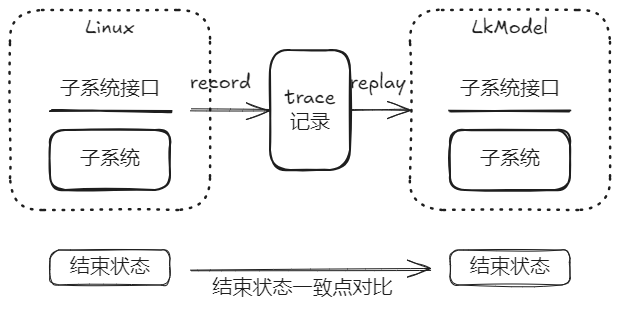 Linux
LkModel
子系统接口
record
trace
记录
replay
子系统接口
子系统
子系统
结束状态
结束状态一致点对比
结束状态